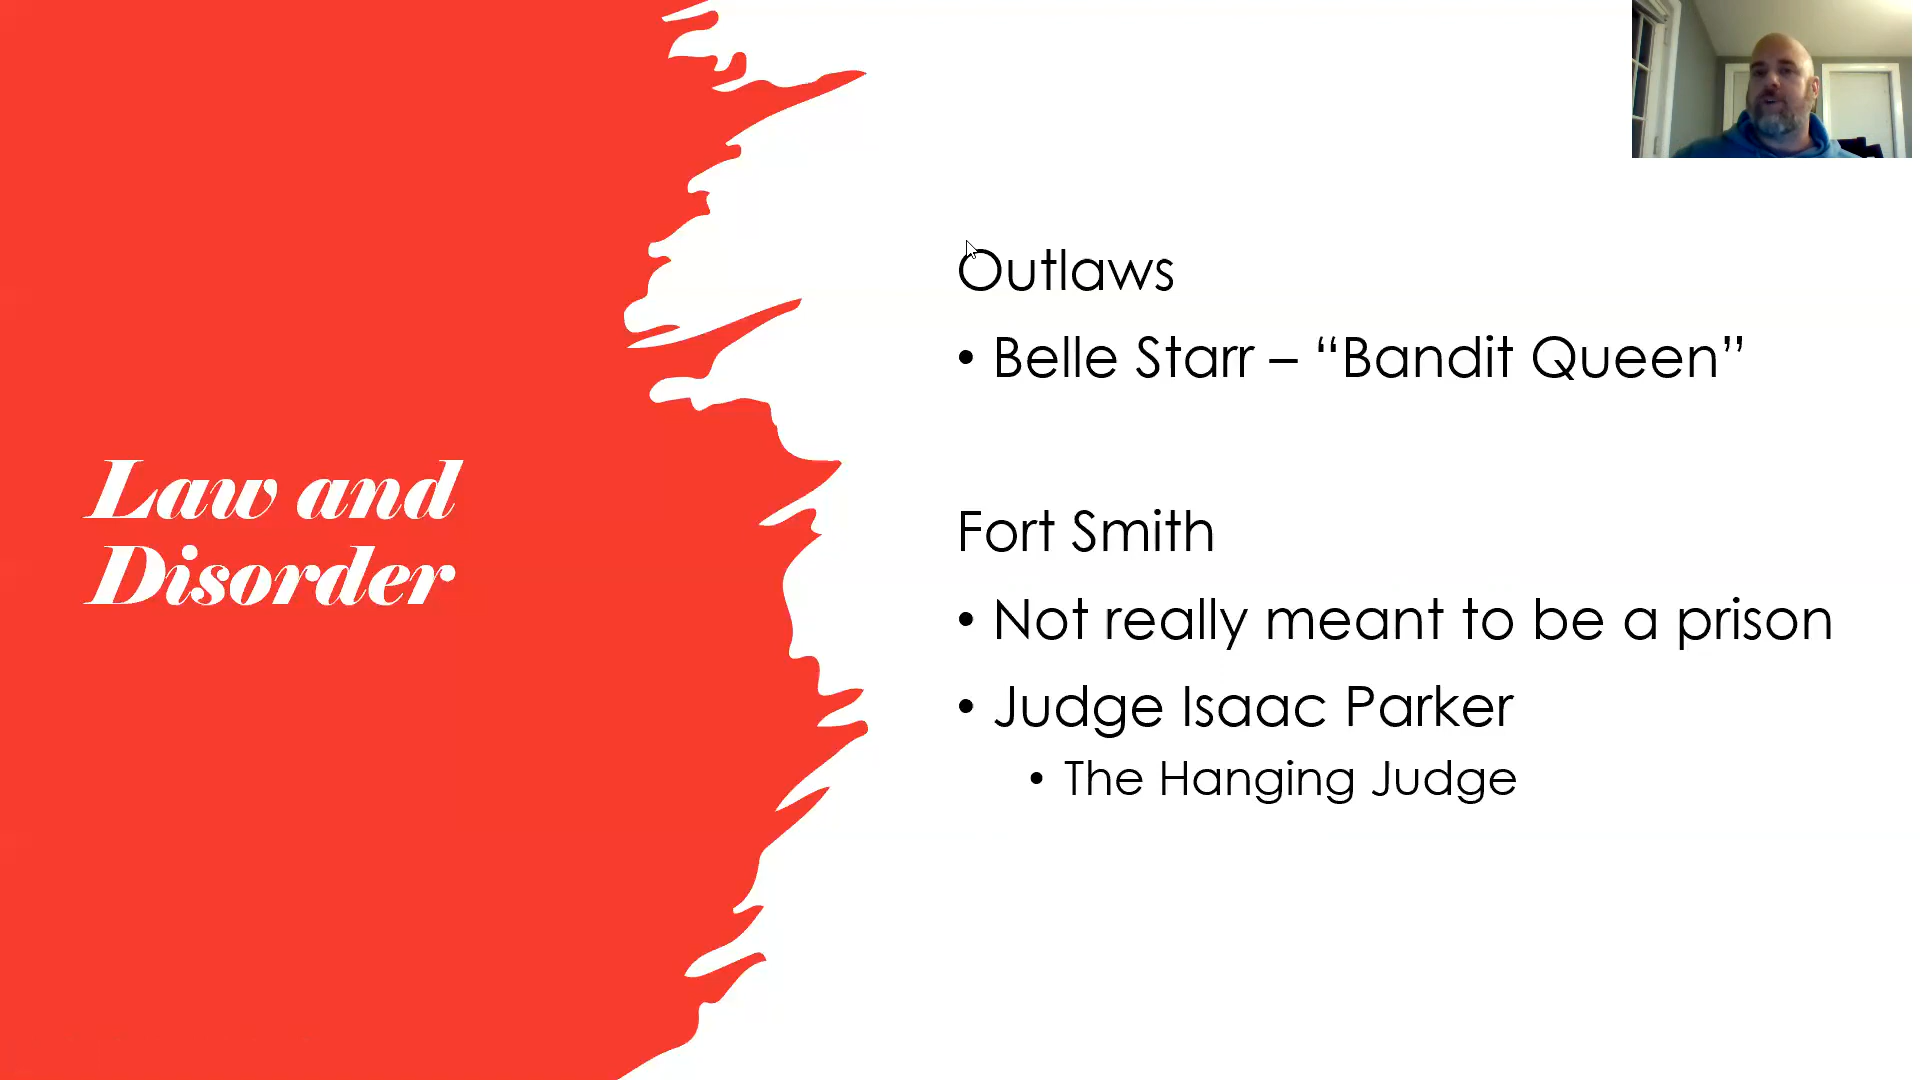 Law and
Disorder
Outlaws
• Belle Starr – “Bandit Queen”
Fort Smith
• Not really meant to be a prison
• Judge Isaac Parker
• The Hanging Judge